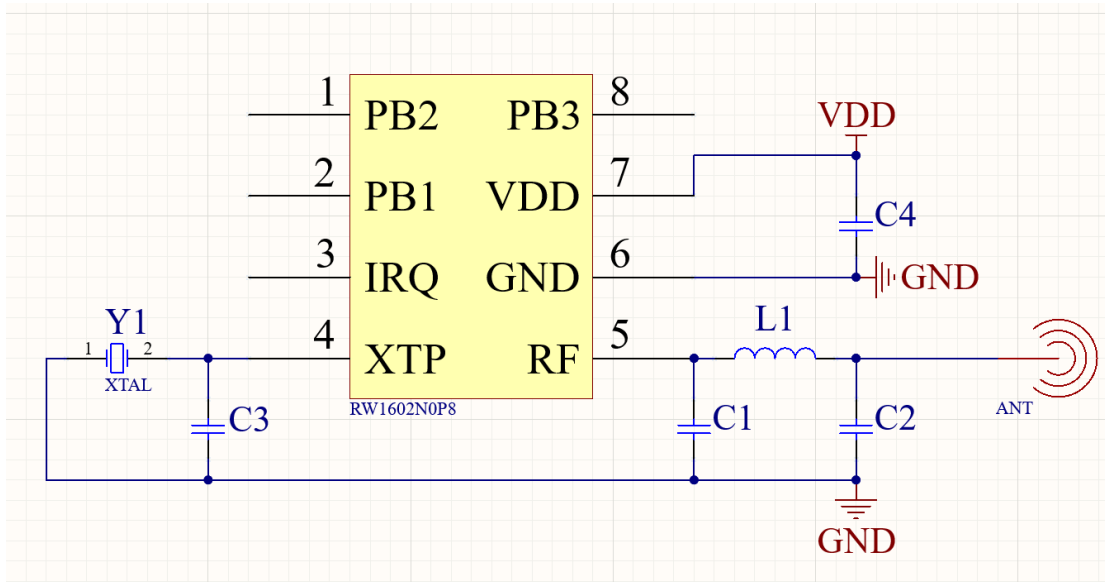 1
PB2
PB3
8
VDD
2
PB1
VDD
7
C4
3
IRQ
GND
6
GND
Y1
1
2
XTAL
4
XTP
RF
5
L1
RW1602N0P8
ANT
C3
C1
C2
GND